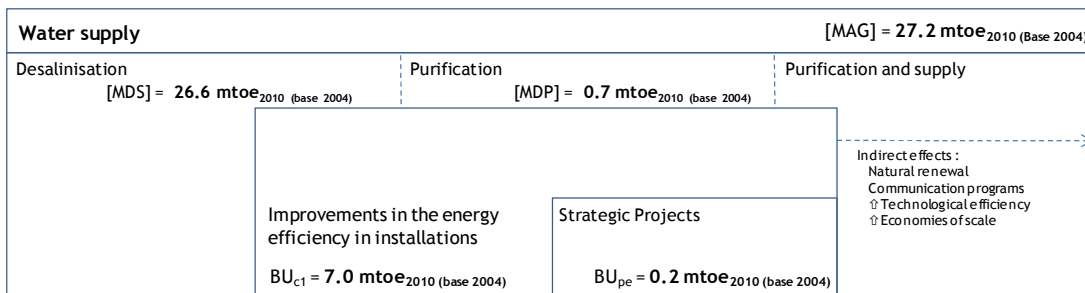 Water supply
[MAG] = 27.2 mtoe2010 (Base 2004)
Desalinisation
[MDS] = 26.6 mtoe2010 (base 2004)
Purification
[MDP] = 0.7 mtoe2010 (base 2004)
Purification and supply
Indirect effects :
Natural renewal
Communication programs
⇧Technological efficiency
⇧Economies of scale
Improvements in the energy
efficiency in installations
BUc1 = 7.0 mtoe2010 (base 2004)
Strategic Projects
BUpe = 0.2 mtoe2010 (base 2004)